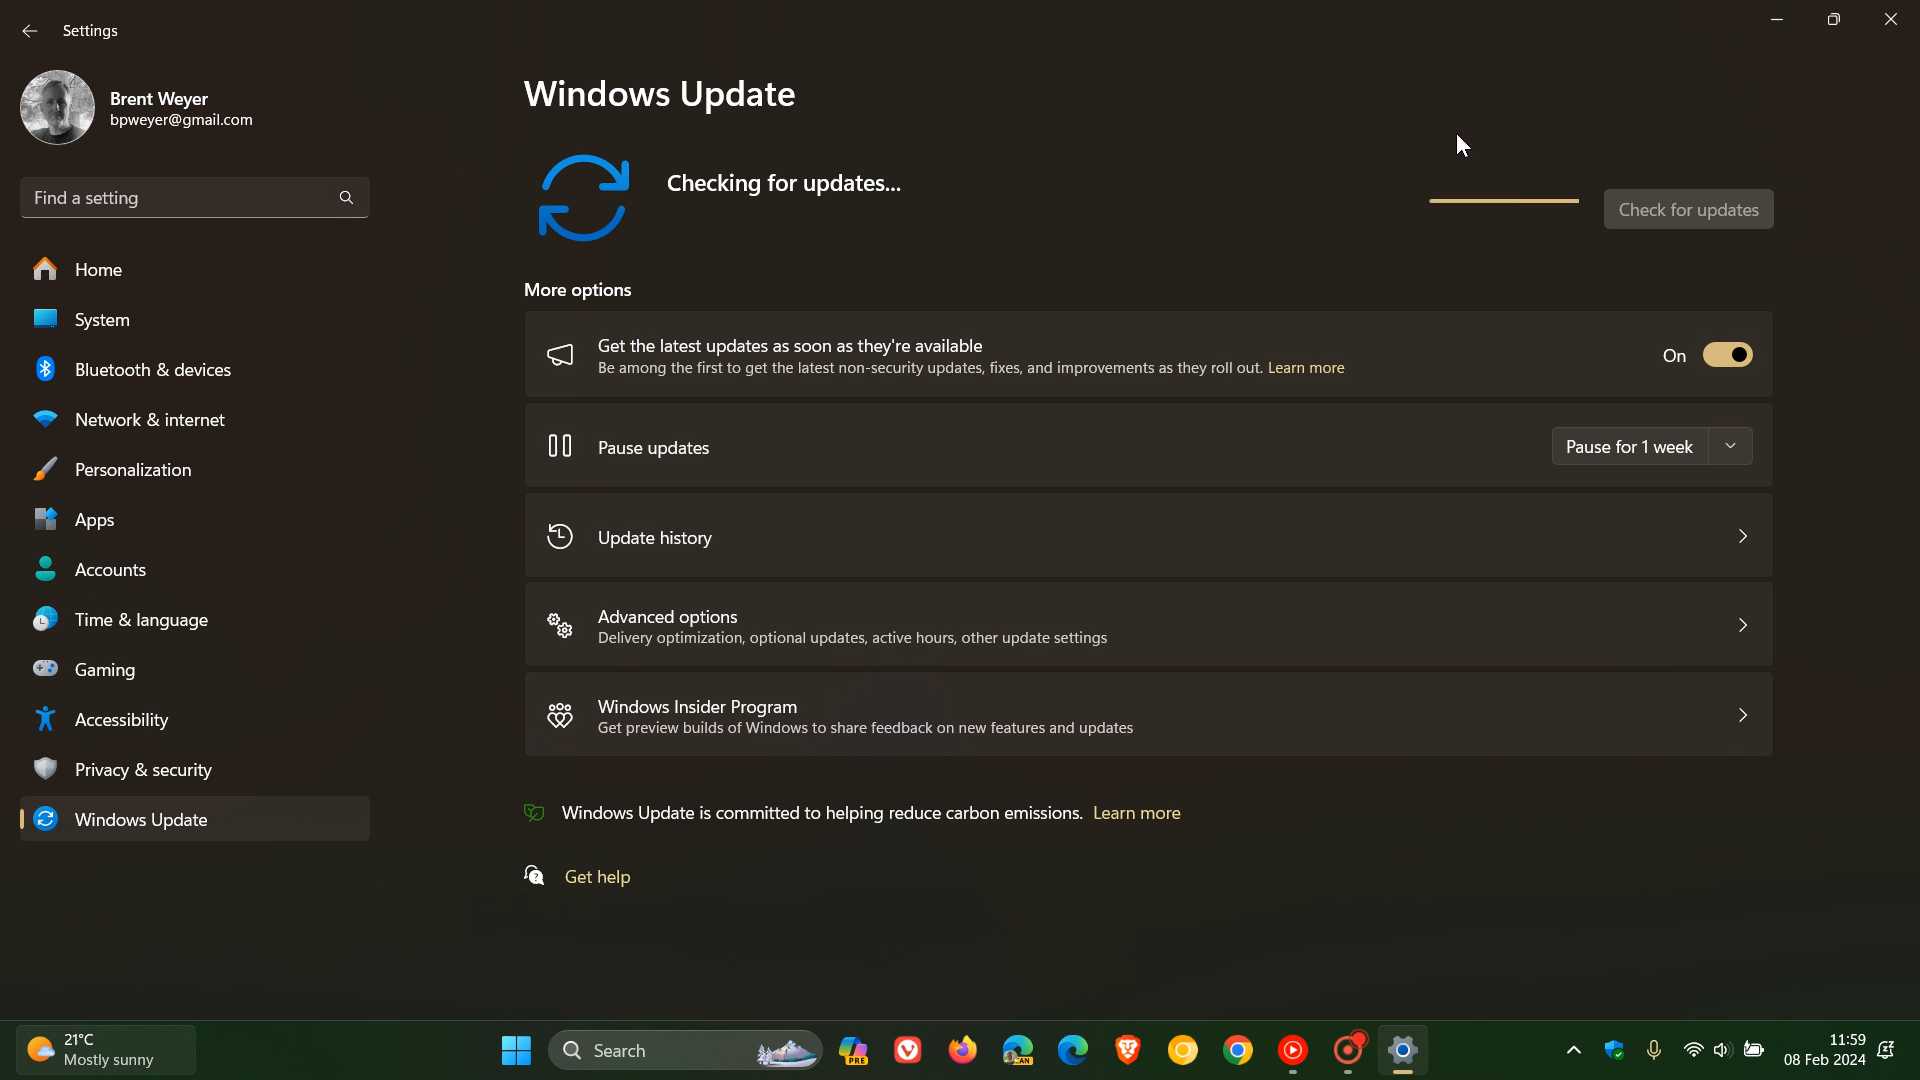 Settings
Brent Weyer
bpweyer@gmail.com
Find a setting
Home
System
Bluetooth & devices
Network & internet
Personalization
Apps
Accounts
Time & language
Gaming
Accessibility
Privacy & security
Windows Update
Windows Update
Checking for updates...
Check for updates
More options
Get the latest updates as soon as they're available
Be among the first to get the latest non-security updates, fixes, and improvements as they roll out. Learn more
On
Pause updates
Pause for 1 week
Update history
Advanced options
Delivery optimization, optional updates, active hours, other update settings
Windows Insider Program
Get preview builds of Windows to share feedback on new features and updates
Windows Update is committed to helping reduce carbon emissions. Learn more
Get help
21°C
Mostly sunny
Search
PRE
CAN
11:59
08 Feb 2024